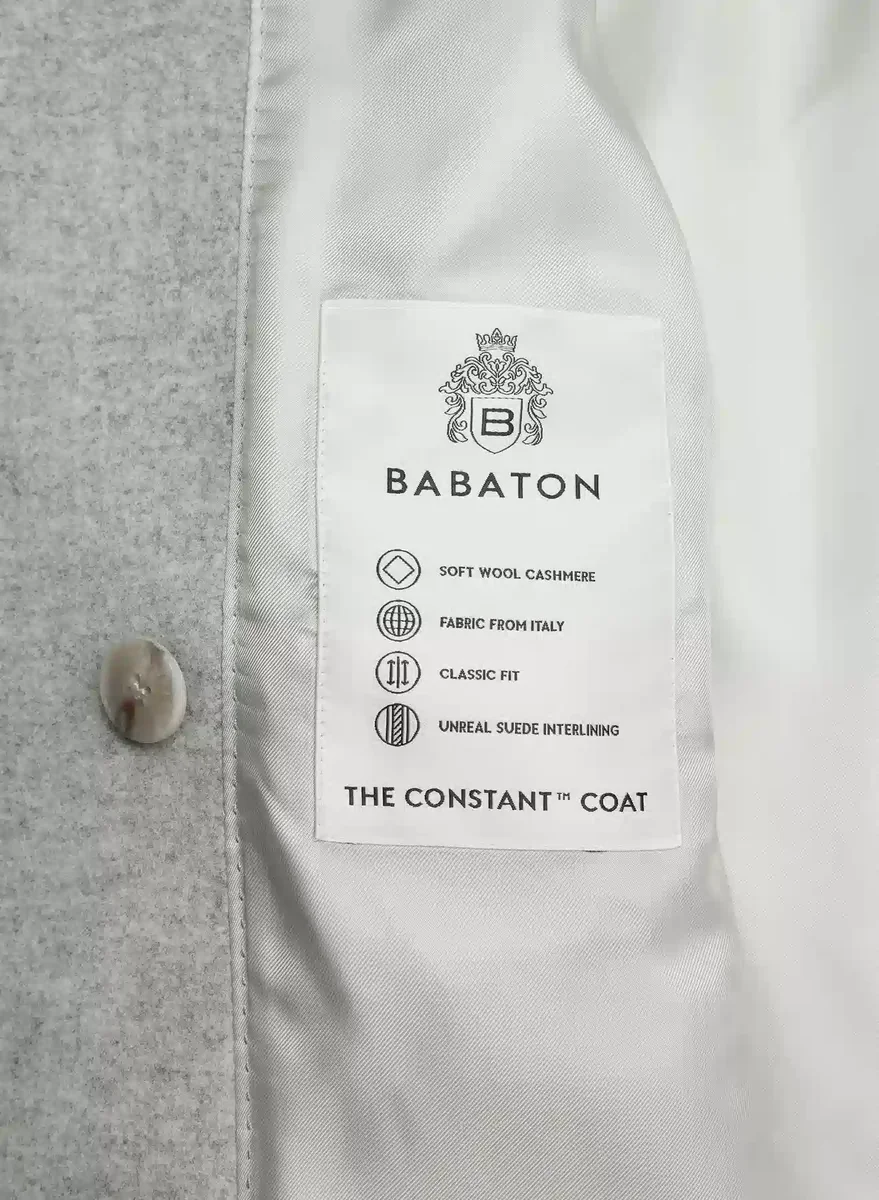 B
BABATON
SOFT WOOL CASHMERE
FABRIC FROM ITALY
CLASSIC FIT
UNREAL SUEDE INTERLINING
THE CONSTANT™ COAT